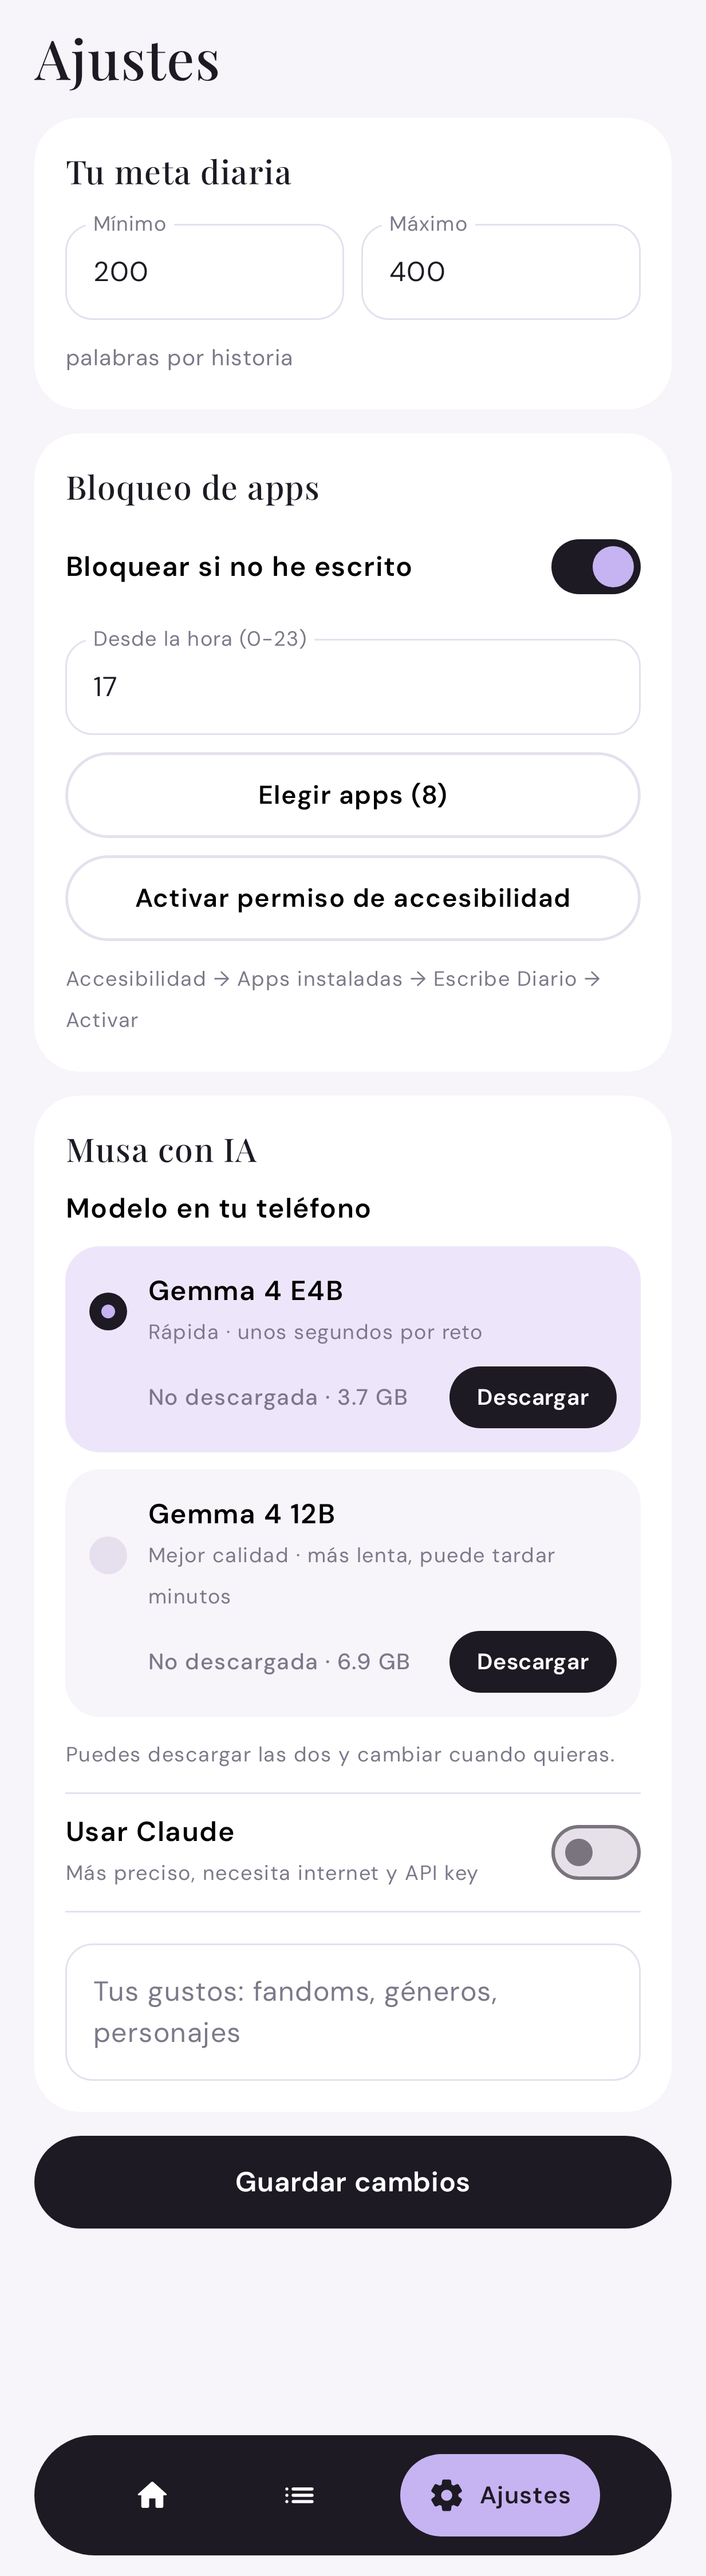 Ajustes
Tu meta diaria
Mínimo
Máximo
200
400
palabras por historia
Bloqueo de apps
Bloquear si no he escrito
Desde la hora (0-23)
17
Elegir apps (8)
Activar permiso de accesibilidad
Accesibilidad → Apps instaladas → Escribe Diario →
Activar
Musa con IA
Modelo en tu teléfono
Gemma 4 E4B
Rápida · unos segundos por reto
No descargada · 3.7 GB
Descargar
Gemma 4 12B
Mejor calidad · más lenta, puede tardar
minutos
No descargada · 6.9 GB
Descargar
Puedes descargar las dos y cambiar cuando quieras.
Usar Claude
Más preciso, necesita internet y API key
Tus gustos: fandoms, géneros,
personajes
Guardar cambios
Ajustes